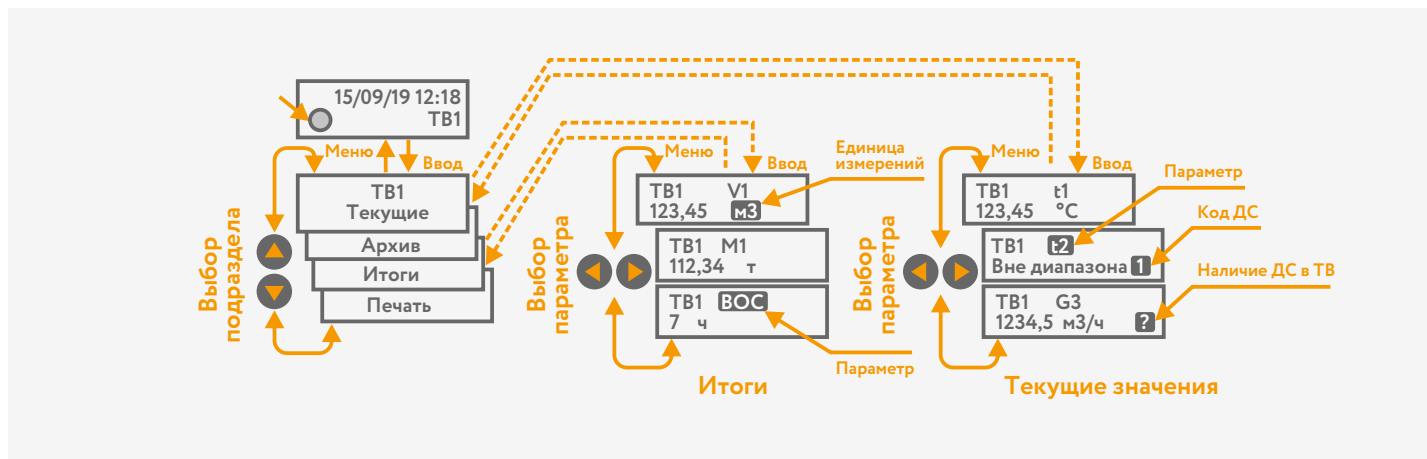 15/09/19 12:18
ТВ1
Меню
Ввод
ТВ1
Текущие
Архив
Итоги
Печать
Выбор
подраздела
Меню
Ввод
Единица
измерений
ТВ1 V1
123,45 м3
ТВ1 М1
112,34 т
ТВ1 ВОС
7 ч
Параметр
Выбор
параметра
Итоги
Меню
Ввод
Параметр
ТВ1 t1
123,45 °С
Код ДС
ТВ1 t2
Вне диапазона 1
Наличие ДС в ТВ
ТВ1 G3
1234,5 м3/ч ?
Выбор
параметра
Текущие значения